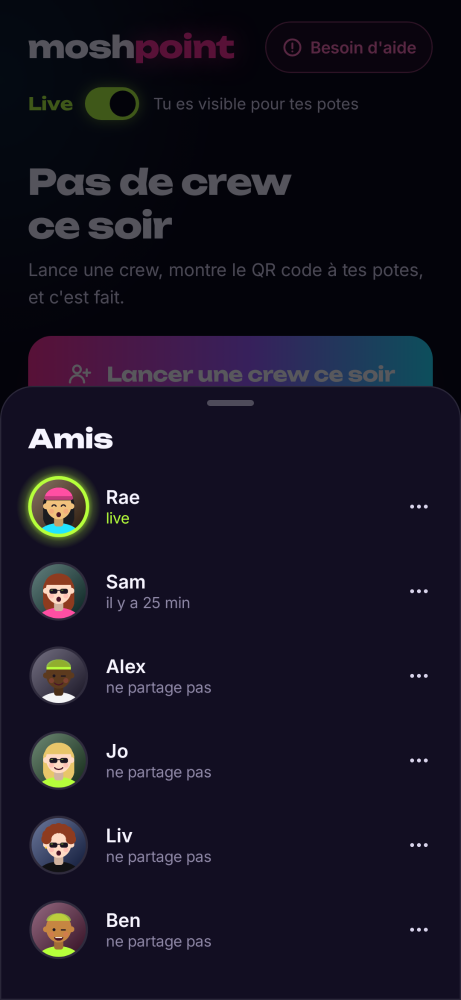 moshpoint
Besoin d'aide
Live
Tu es visible pour tes potes
Pas de crew
ce soir
Lance une crew, montre le QR code à tes potes,
et c'est fait.
Lancer une crew ce soir
Amis
Rae
live
Sam
il y a 25 min
Alex
ne partage pas
Jo
ne partage pas
Liv
ne partage pas
Ben
ne partage pas